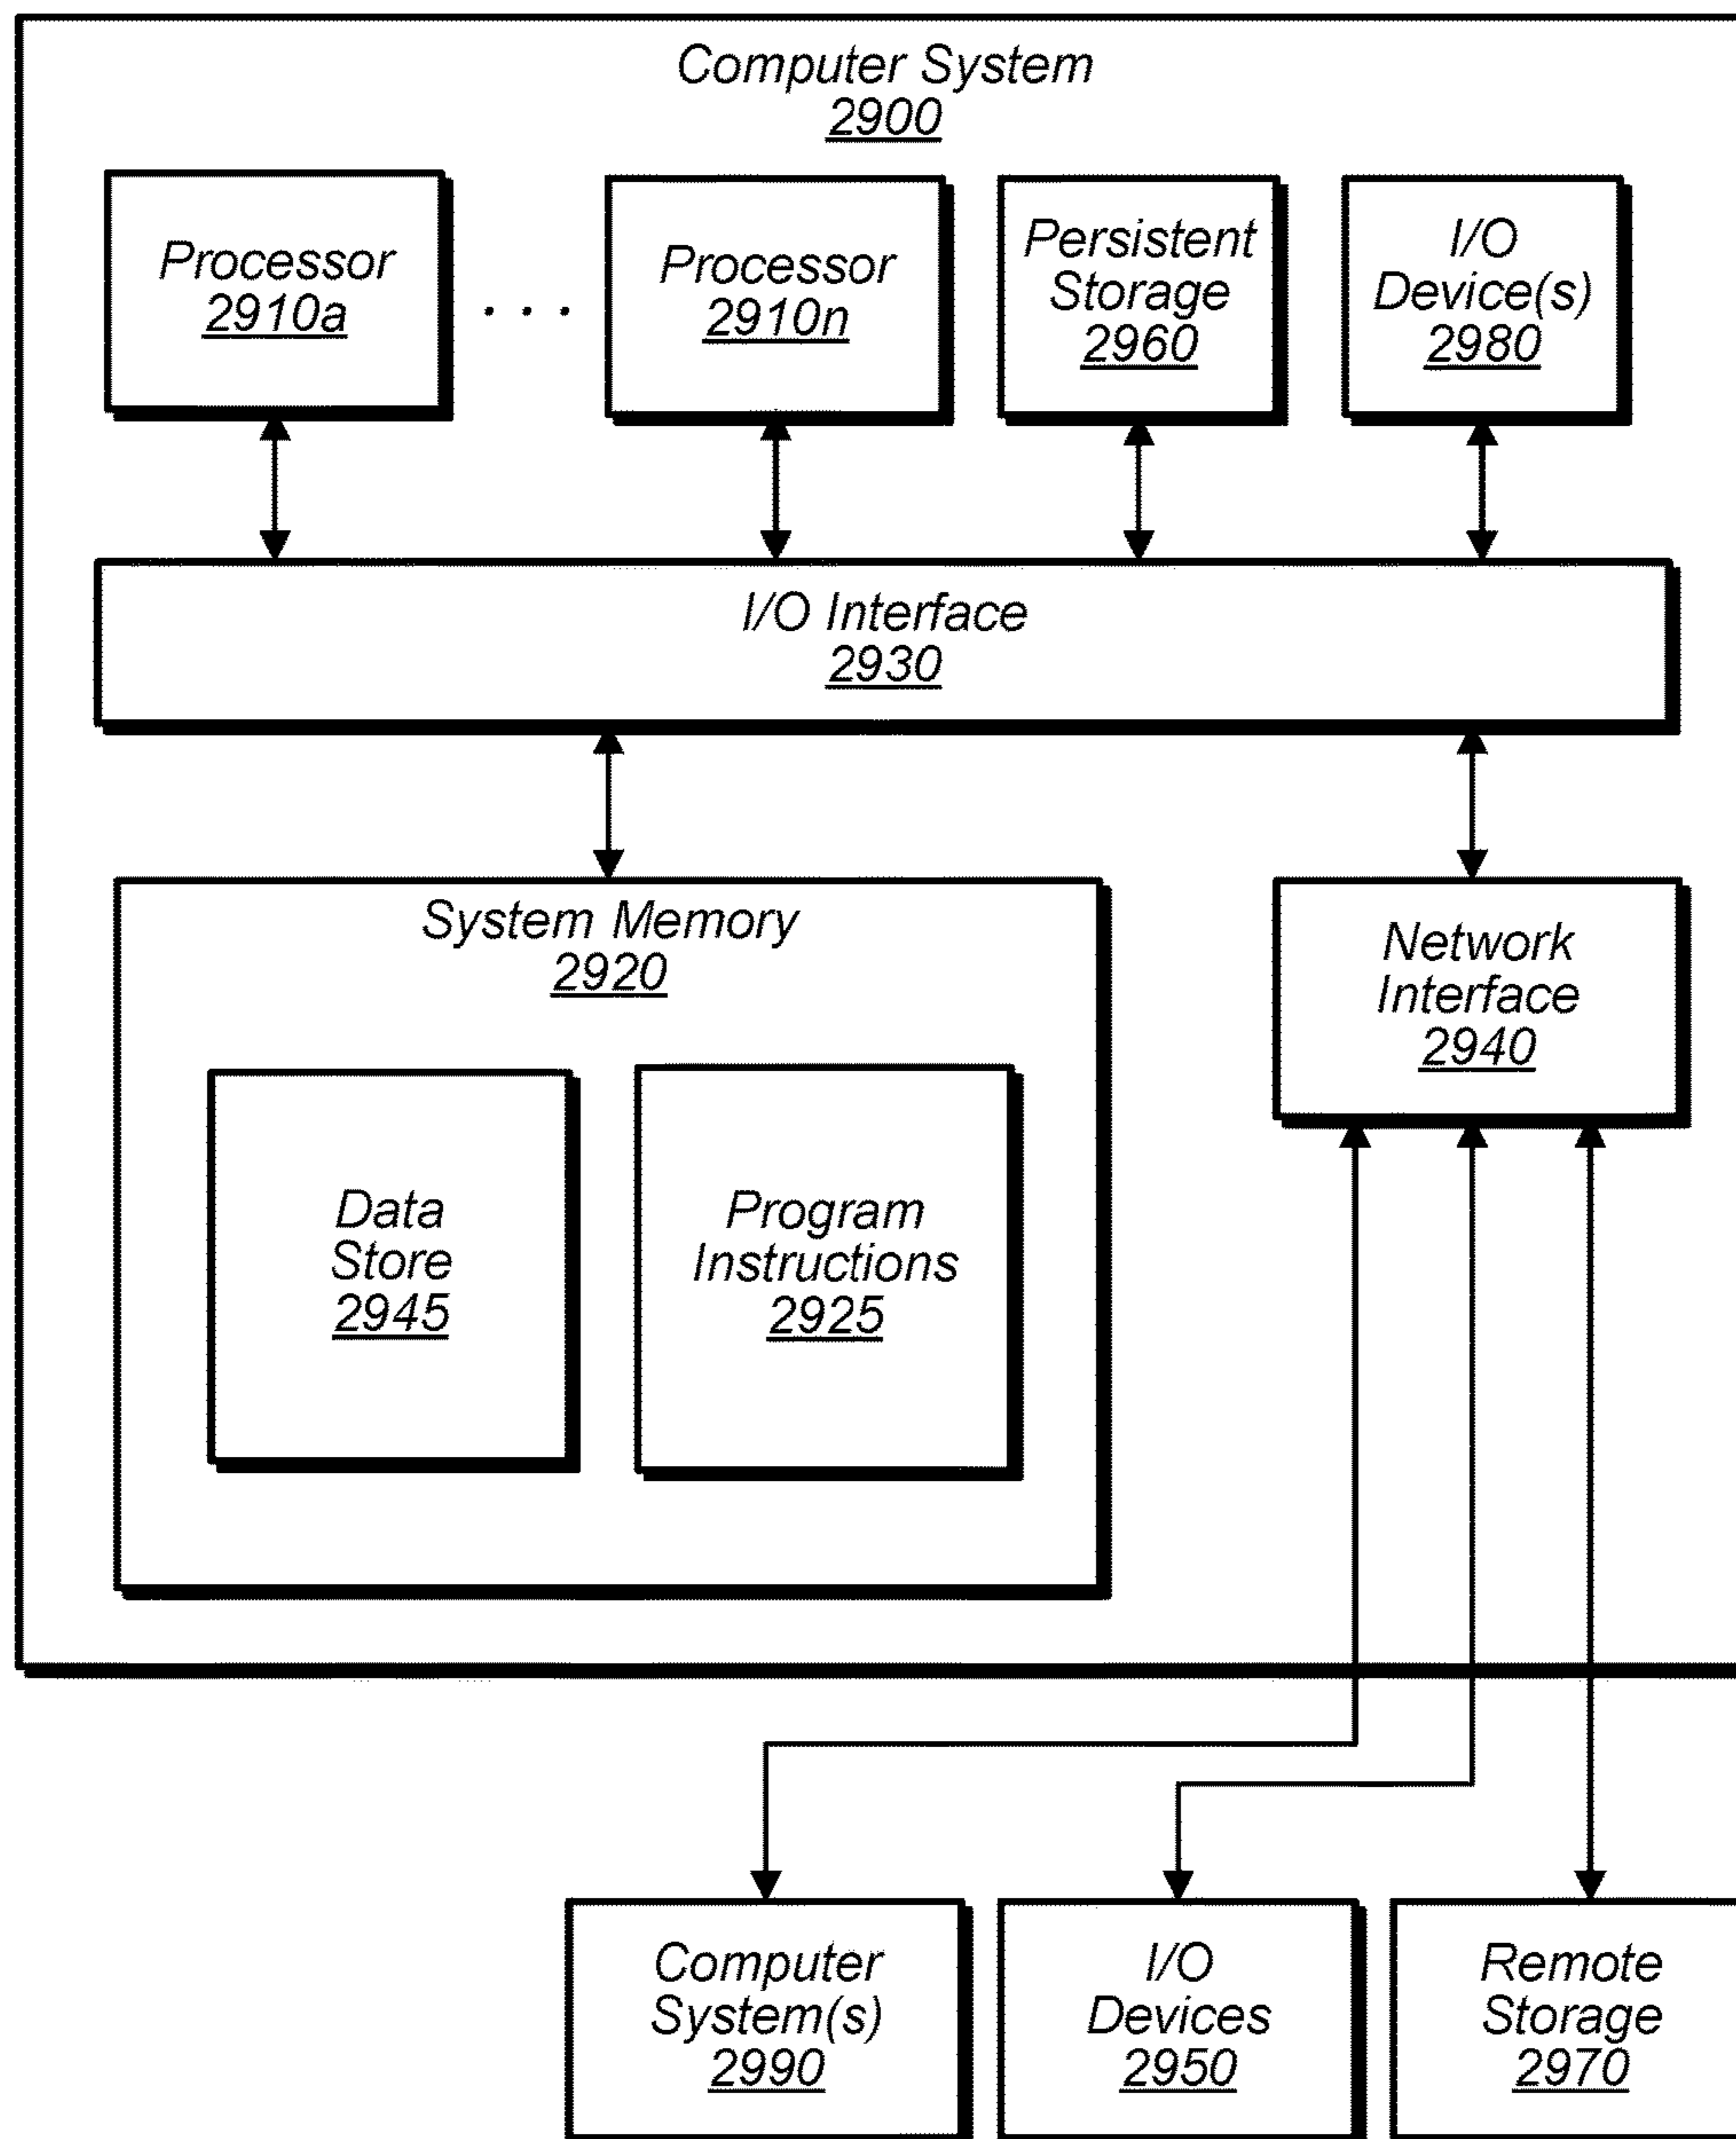 Computer System
2900
Processor
2910a
. . .
Processor
2910n
Persistent
Storage
2960
I/O
Device(s)
2980
I/O Interface
2930
System Memory
2920
Data
Store
2945
Program
Instructions
2925
Network
Interface
2940
Computer
System(s)
2990
I/O
Devices
2950
Remote
Storage
2970